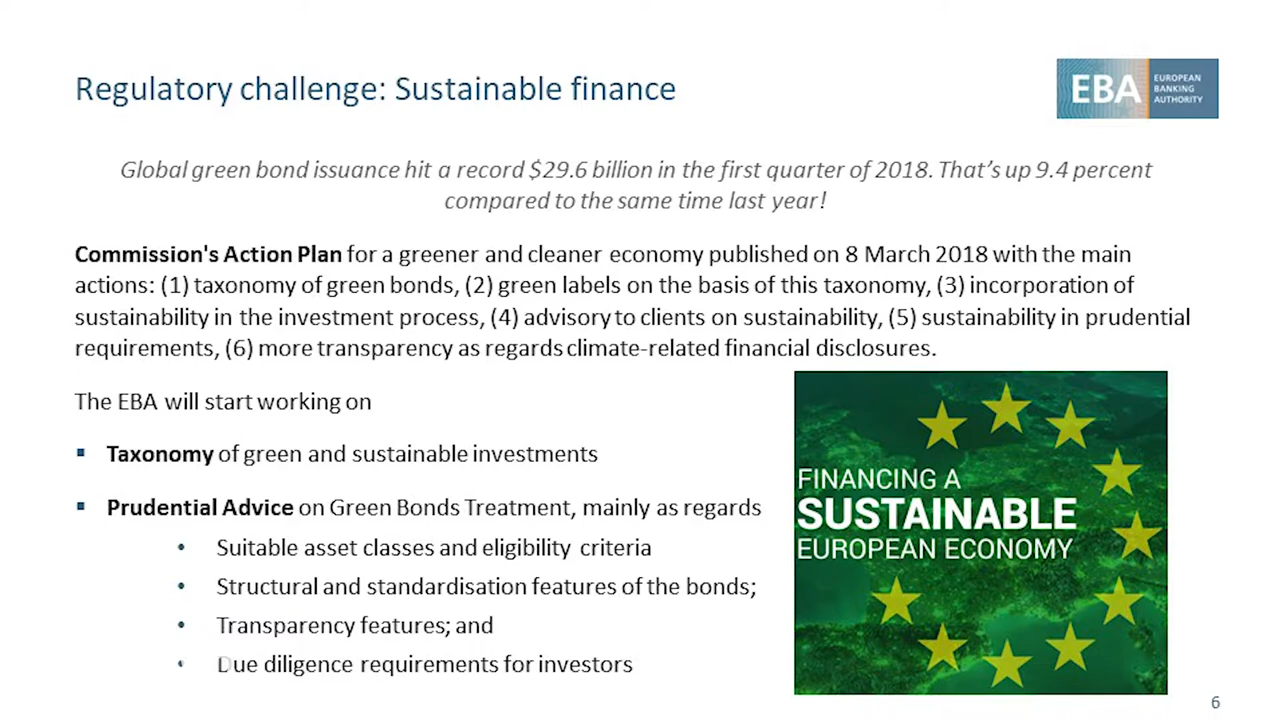 Regulatory challenge: Sustainable finance
EBA
EUROPEAN
BANKING
AUTHORITY
Global green bond issuance hit a record $29.6 billion in the first quarter of 2018. That’s up 9.4 percent
compared to the same time last year!
Commission's Action Plan for a greener and cleaner economy published on 8 March 2018 with the main
actions: (1) taxonomy of green bonds, (2) green labels on the basis of this taxonomy, (3) incorporation of
sustainability in the investment process, (4) advisory to clients on sustainability, (5) sustainability in prudential
requirements, (6) more transparency as regards climate-related financial disclosures.
The EBA will start working on
▪ Taxonomy of green and sustainable investments
▪ Prudential Advice on Green Bonds Treatment, mainly as regards
• Suitable asset classes and eligibility criteria
• Structural and standardisation features of the bonds;
• Transparency features; and
• Due diligence requirements for investors
FINANCING A
SUSTAINABLE
EUROPEAN ECONOMY
6